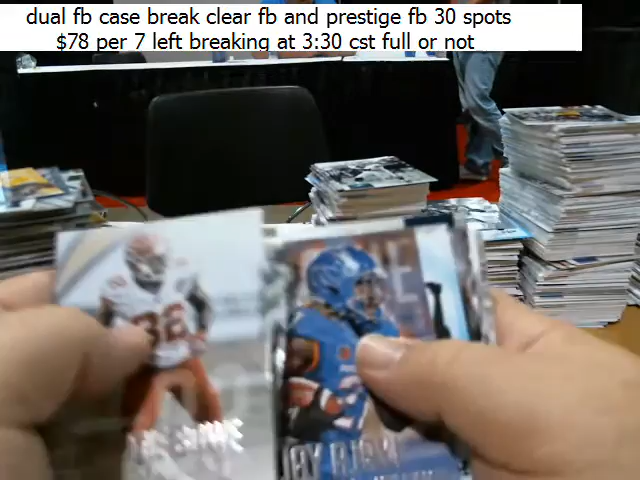 dual fb case break clear fb and prestige fb 30 spots
$78 per 7 left breaking at 3:30 cst full or not
JAY